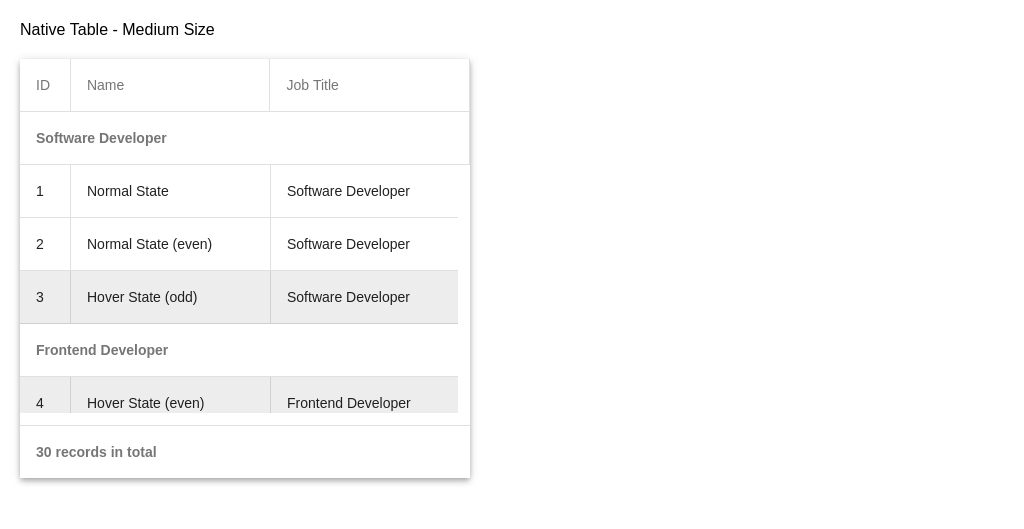 Native Table - Medium Size
ID Name Job Title
Software Developer
1 Normal State Software Developer
2 Normal State (even) Software Developer
3 Hover State (odd) Software Developer
Frontend Developer
4 Hover State (even) Frontend Developer
30 records in total